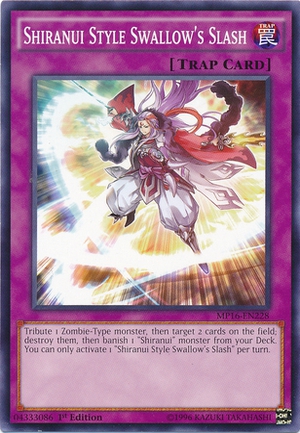 Shiranui Style Swallow's Slash
TRAP
罠
[TRAP CARD]
MP16-EN228
Tribute 1 Zombie-Type monster, then target 2 cards on the field;
destroy them, then banish 1 "Shiranui" monster from your Deck.
You can only activate 1 "Shiranui Style Swallow's Slash" per turn.
04333086 1st Edition ©1996 KAZUKI TAKAHASHI